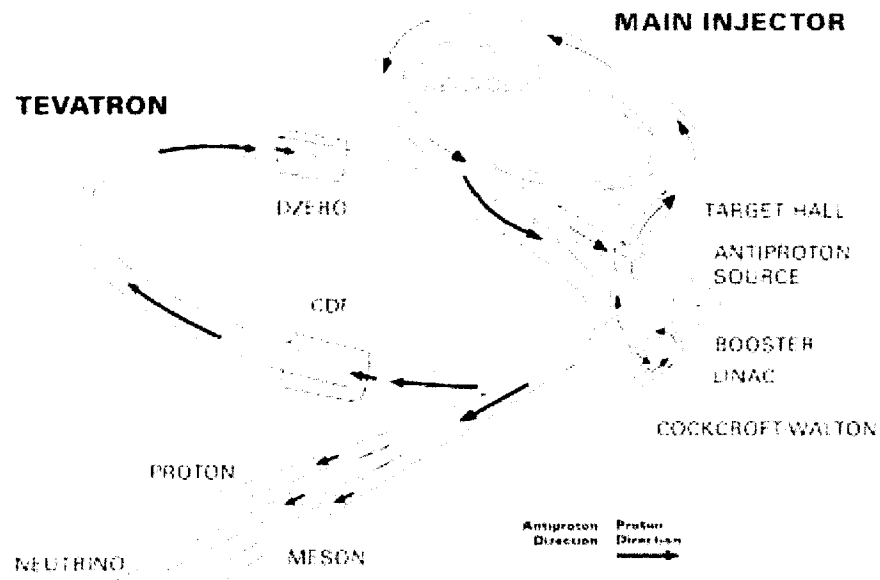 MAIN INJECTOR
TEVATRON
DZERO
TARGET HALL
ANTIPROTON
SOURCE
CDF
BOOSTER
LINAC
COCKCROFT-WALTON
PROTON
NEUTRINO
MESON
Antiproton Proton
Direction Direction